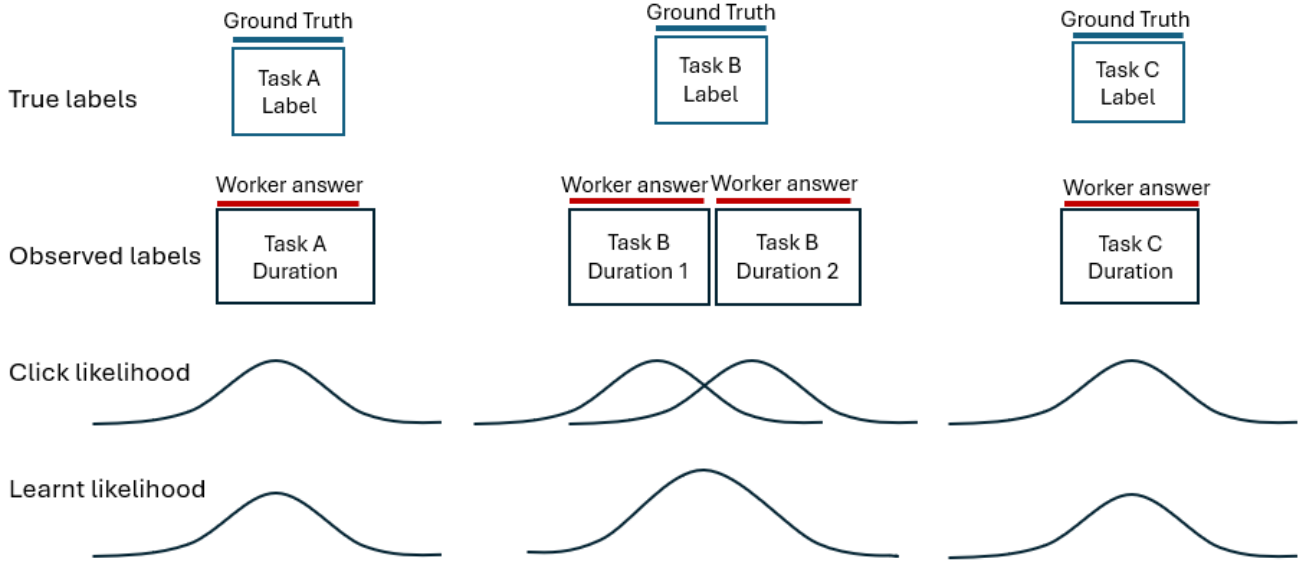 Ground Truth
Ground Truth
Ground Truth
True labels
Task A
Label
Task B
Label
Task C
Label
Worker answer
Worker answer
Worker answer
Worker answer
Observed labels
Task A
Duration
Task B
Duration 1
Task B
Duration 2
Task C
Duration
Click likelihood
Learnt likelihood